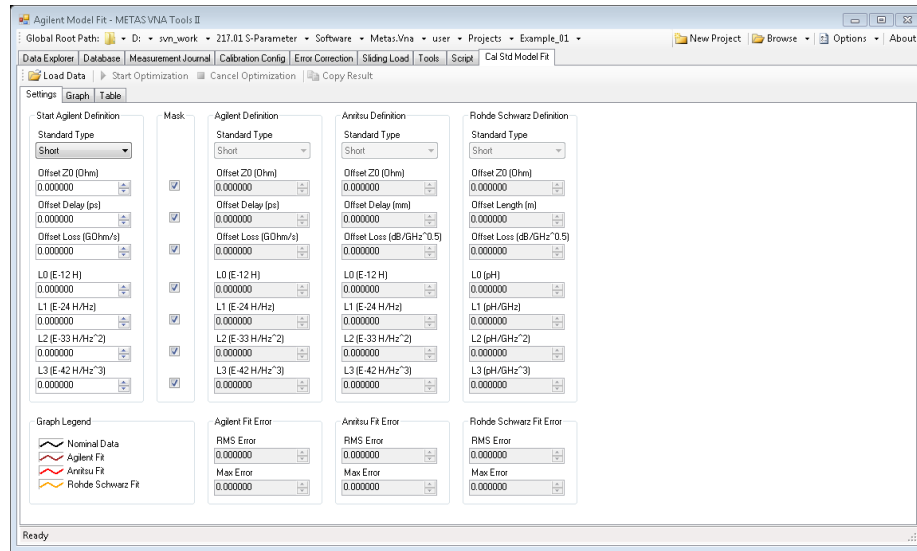 Agilent Model Fit - METAS VNA Tools II
Global Root Path: D: svn_work 217.01 S-Parameter Software Metas.Vna user Projects Example_01 New Project Browse Options About
Data Explorer Database Measurement Journal Calibration Config Error Correction Sliding Load Tools Script Cal Std Model Fit
Load Data Start Optimization Cancel Optimization Copy Result
Settings Graph Table
Start Agilent Definition Mask Agilent Definition Anritsu Definition Rohde Schwarz Definition
Standard Type Standard Type Standard Type Standard Type
Short Short Short Short
Offset Z0 (Ohm) Offset Z0 (Ohm) Offset Z0 (Ohm) Offset Z0 (Ohm)
0.000000 0.000000 0.000000 0.000000
Offset Delay (ps) Offset Delay (ps) Offset Delay (mm) Offset Length (m)
0.000000 0.000000 0.000000 0.000000
Offset Loss (GOhm/s) Offset Loss (GOhm/s) Offset Loss (dB/GHz^0.5) Offset Loss (dB/GHz^0.5)
0.000000 0.000000 0.000000 0.000000
L0 (E-12 H) L0 (E-12 H) L0 (E-12 H) L0 (pH)
0.000000 0.000000 0.000000 0.000000
L1 (E-24 H/Hz) L1 (E-24 H/Hz) L1 (E-24 H/Hz) L1 (pH/GHz)
0.000000 0.000000 0.000000 0.000000
L2 (E-33 H/Hz^2) L2 (E-33 H/Hz^2) L2 (E-33 H/Hz^2) L2 (pH/GHz^2)
0.000000 0.000000 0.000000 0.000000
L3 (E-42 H/Hz^3) L3 (E-42 H/Hz^3) L3 (E-42 H/Hz^3) L3 (pH/GHz^3)
0.000000 0.000000 0.000000 0.000000
Graph Legend Agilent Fit Error Anritsu Fit Error Rohde Schwarz Fit Error
Nominal Data RMS Error RMS Error RMS Error
Agilent Fit 0.000000 0.000000 0.000000
Anritsu Fit Max Error Max Error Max Error
Rohde Schwarz Fit 0.000000 0.000000 0.000000
Ready